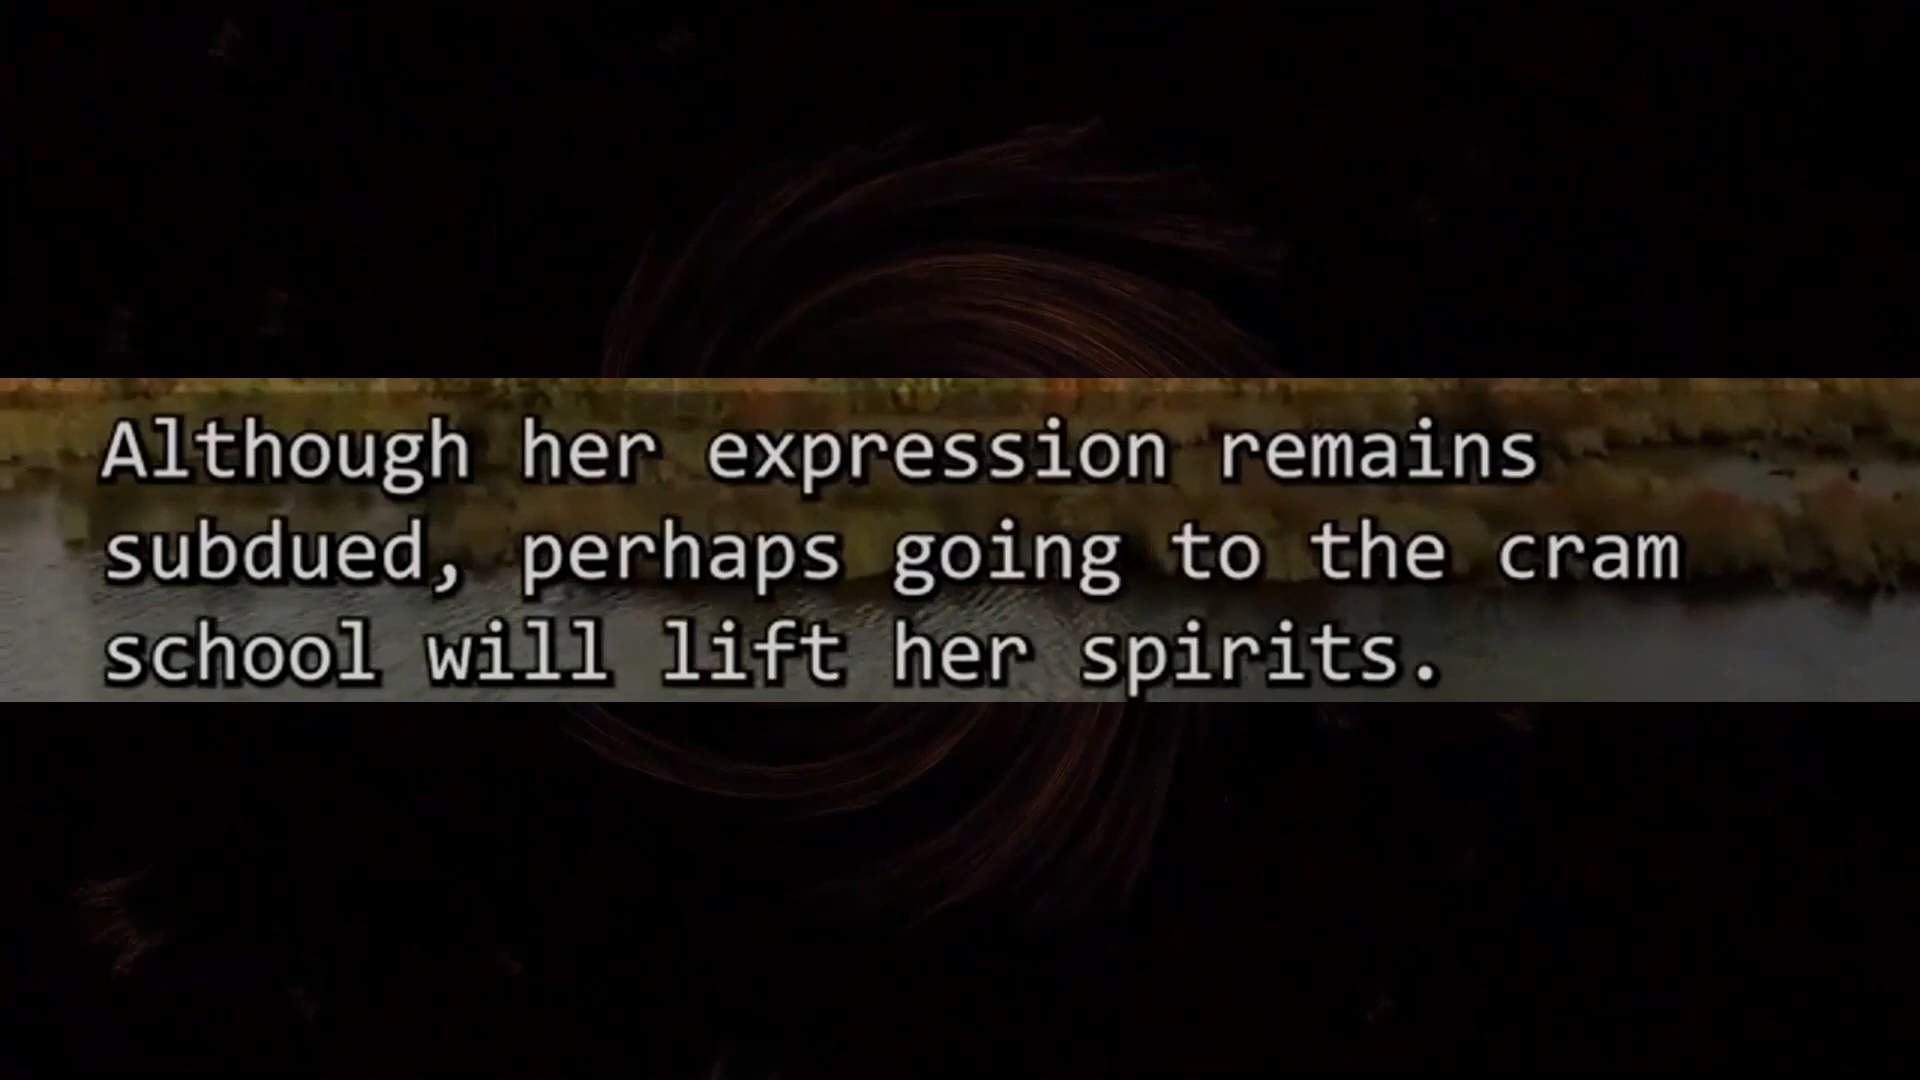 Although her expression remains
subdued, perhaps going to the cram
school will lift her spirits.